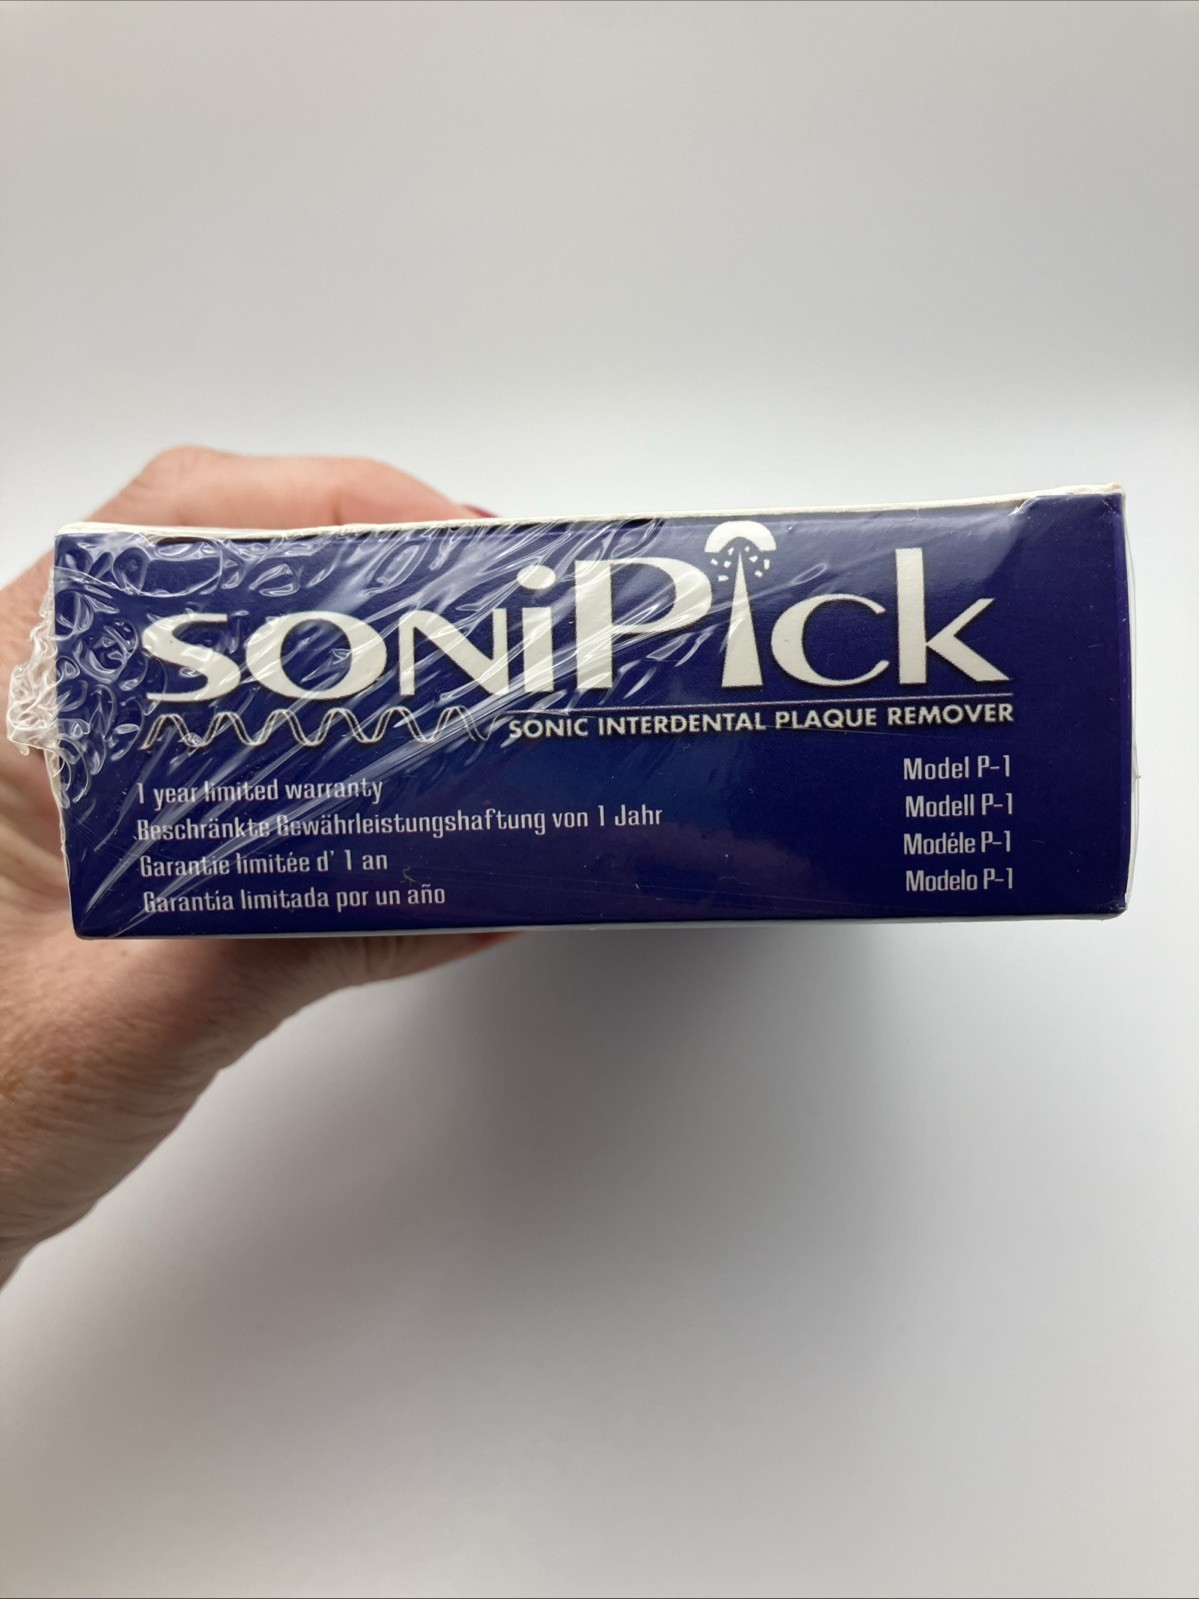 soniPick
SONIC INTERDENTAL PLAQUE REMOVER
1 year limited warranty
Beschränkte Gewährleistungshaftung von 1 Jahr
Garantie limitée d' 1 an
Garantía limitada por un año
Model P-1
Modell P-1
Modéle P-1
Modelo P-1